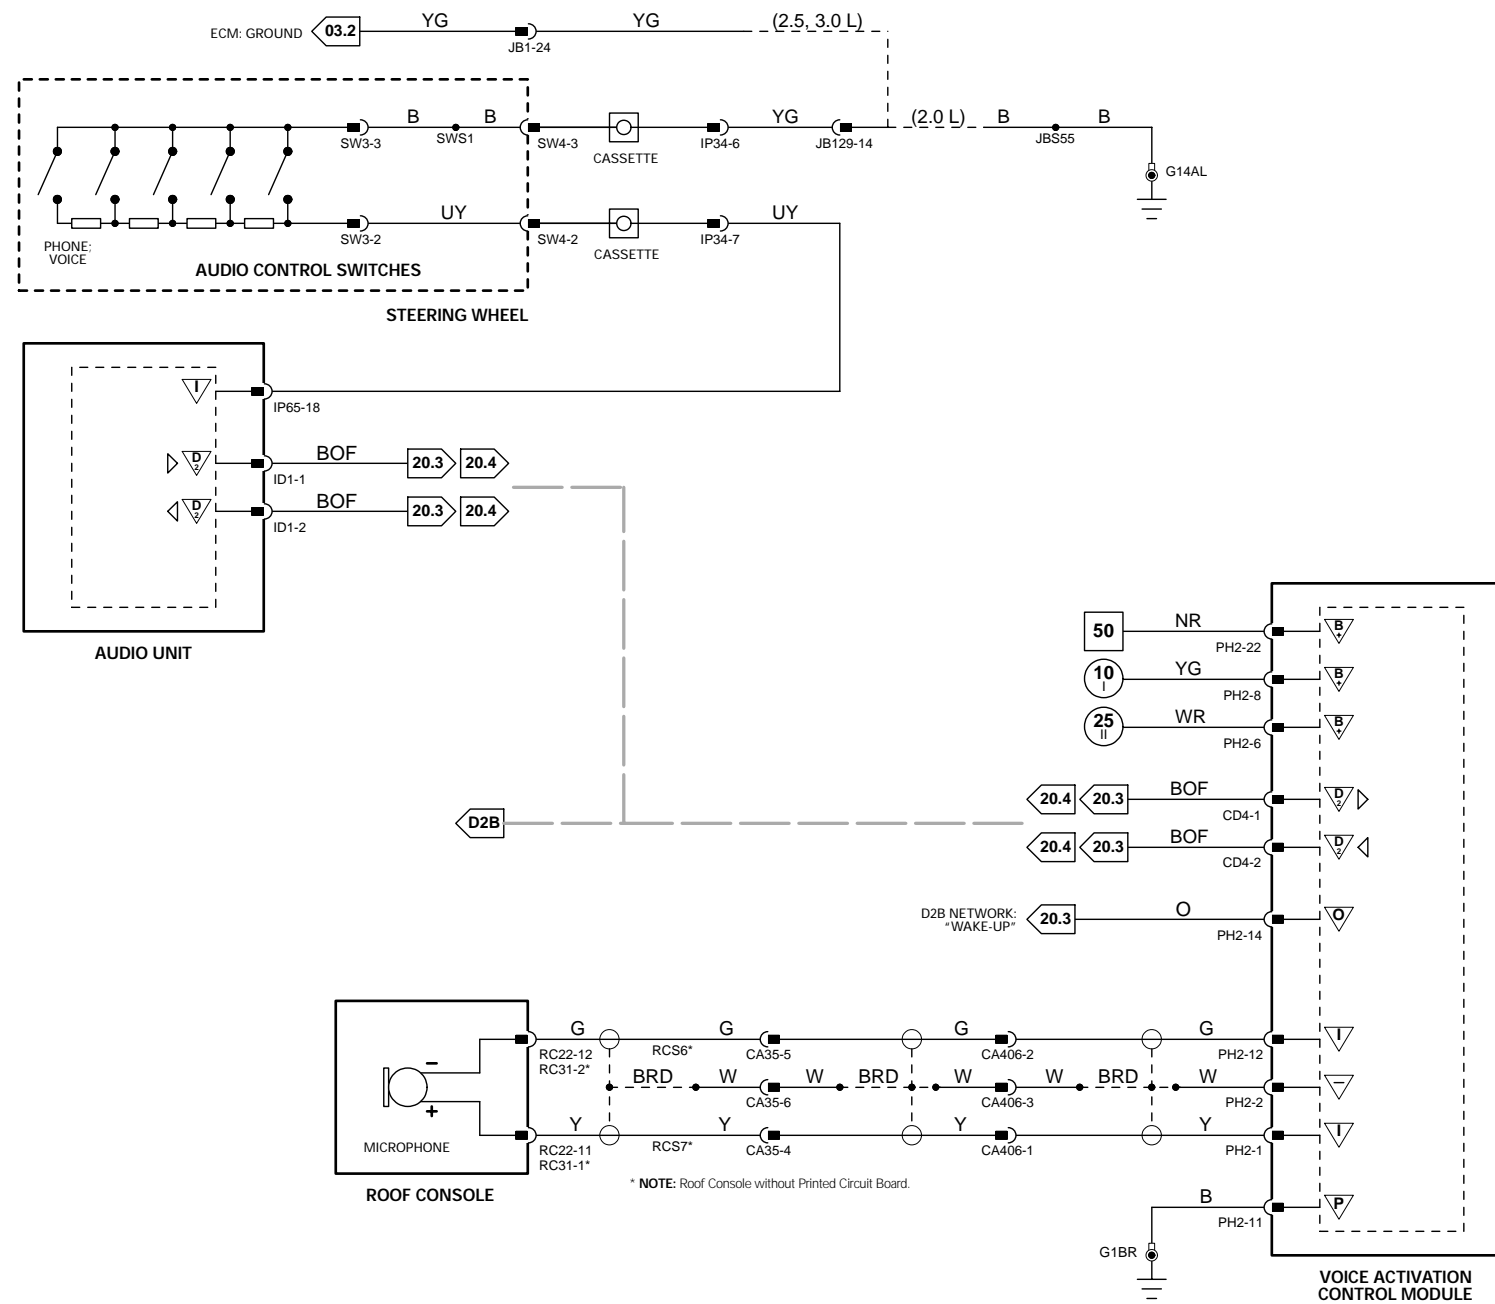 YG YG (2.5, 3.0 L)
ECM: GROUND 03.2
JB1-24
B B YG (2.0 L) B B
SW3-3 SWS1 SW4-3 IP34-6 JB129-14 JBS55
CASSETTE
G14AL
UY UY
SW3-2 SW4-2 IP34-7
PHONE;
VOICE
CASSETTE
AUDIO CONTROL SWITCHES
STEERING WHEEL
I
IP65-18
D
2
BOF 20.3 20.4
ID1-1
D
2
BOF 20.3 20.4
ID1-2
AUDIO UNIT
50 NR B
+
PH2-22
10
I
YG B
+
PH2-8
25
II
WR B
+
PH2-6
20.4 20.3 BOF D
2
CD4-1
D2B
20.4 20.3 BOF D
2
CD4-2
D2B NETWORK:
"WAKE-UP"
20.3 O O
PH2-14
G G G G I
RC22-12 RCS6* CA35-5 CA406-2 PH2-12
RC31-2*
–
BRD W W BRD W W BRD W –
CA35-6 CA406-3 PH2-2
+
Y Y Y Y I
MICROPHONE
RC22-11 RCS7* CA35-4 CA406-1 PH2-1
RC31-1*
* NOTE: Roof Console without Printed Circuit Board.
ROOF CONSOLE
B P
PH2-11
G1BR
VOICE ACTIVATION
CONTROL MODULE